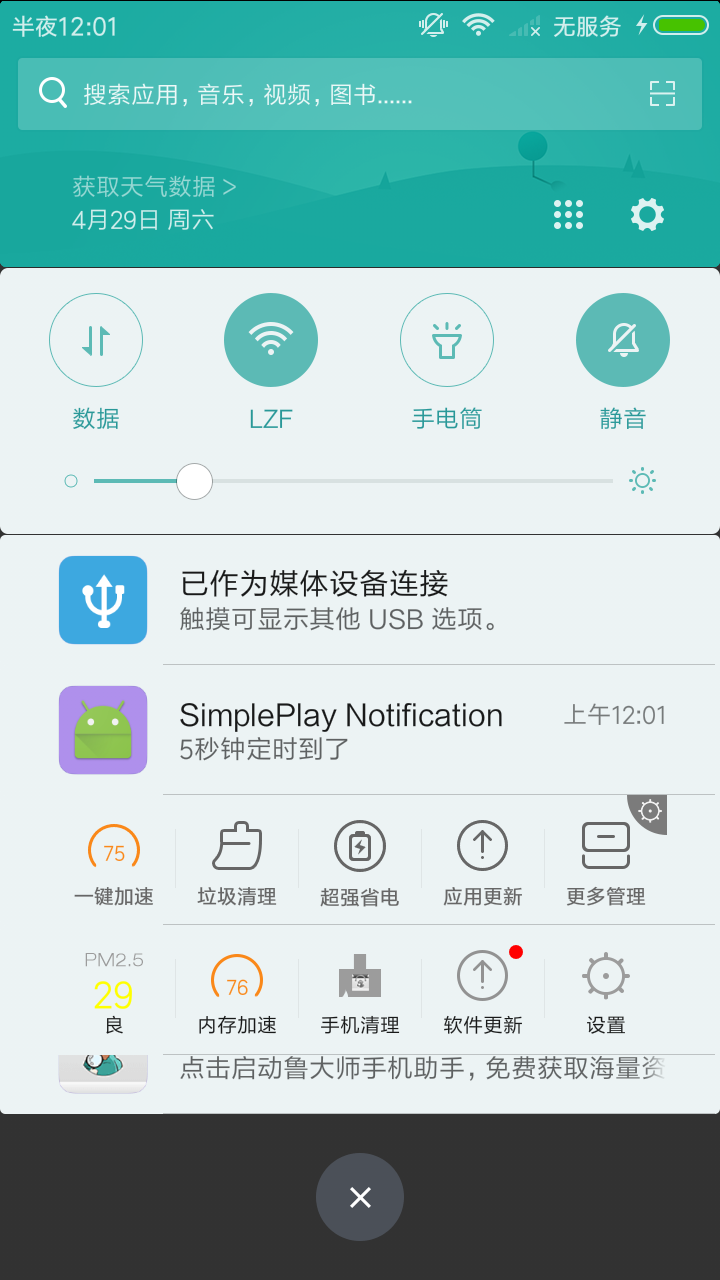 半夜12:01 无服务
搜索应用，音乐，视频，图书......
获取天气数据 >
4月29日 周六
数据 LZF 手电筒 静音
已作为媒体设备连接
触摸可显示其他 USB 选项。
SimplePlay Notification 上午12:01
5秒钟定时到了
75
一键加速 垃圾清理 超强省电 应用更新 更多管理
PM2.5
29 76
良 内存加速 手机清理 软件更新 设置
点击启动鲁大师手机助手，免费获取海量资